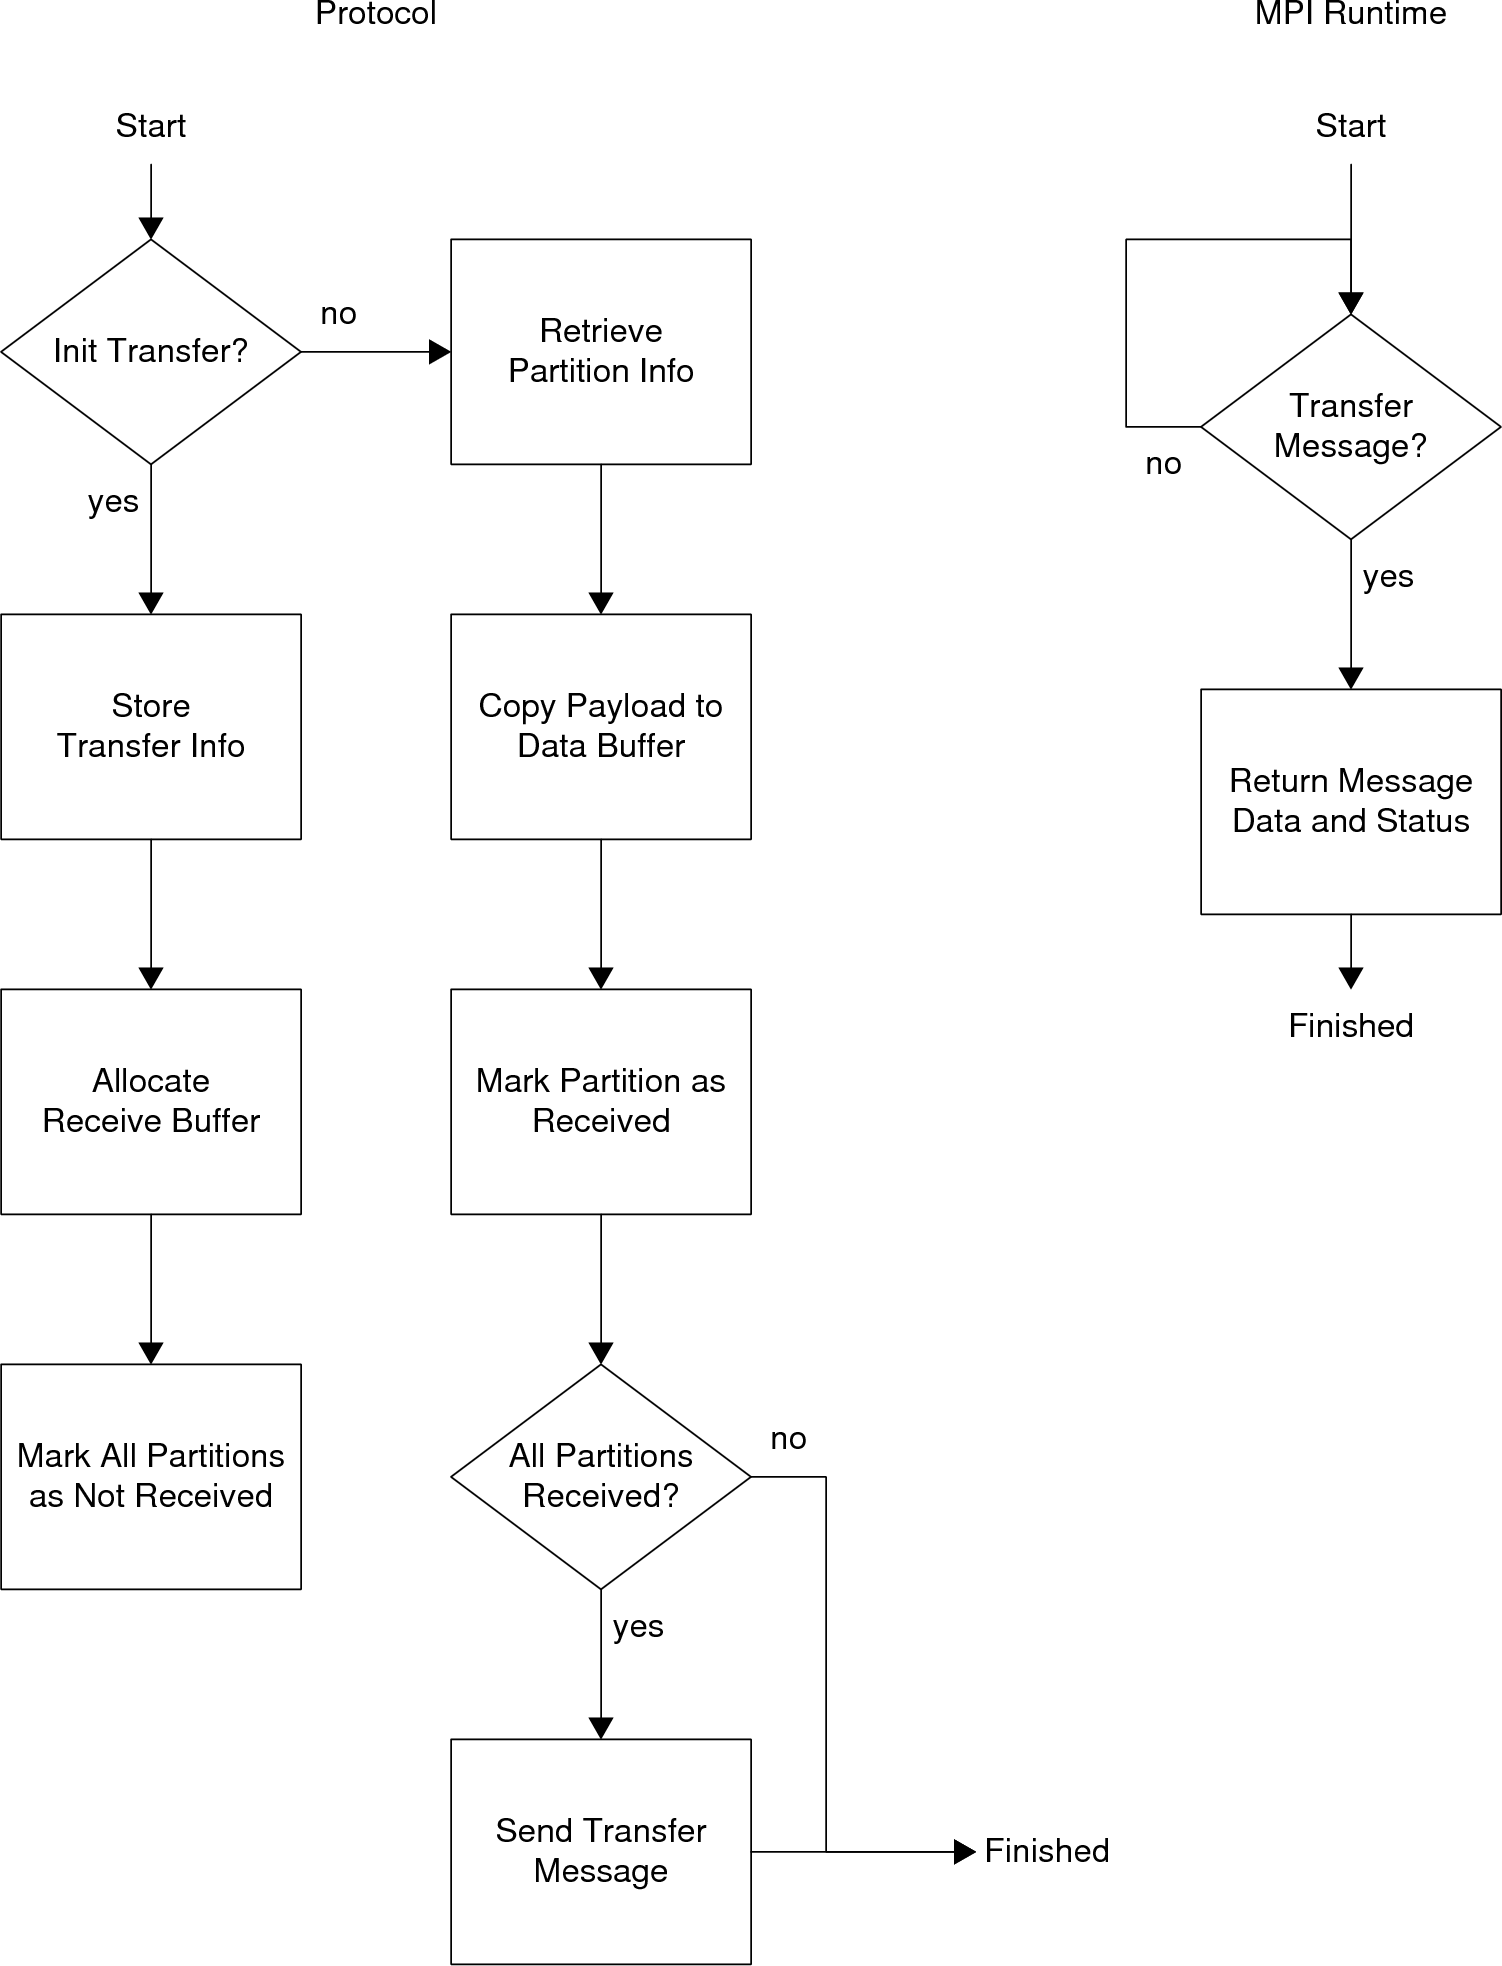 Protocol
MPI Runtime
Start
Start
Init Transfer?
no
yes
Retrieve
Partition Info
Store
Transfer Info
Copy Payload to
Data Buffer
Allocate
Receive Buffer
Mark Partition as
Received
Mark All Partitions
as Not Received
All Partitions
Received?
no
yes
Send Transfer
Message
Finished
Transfer
Message?
no
yes
Return Message
Data and Status
Finished